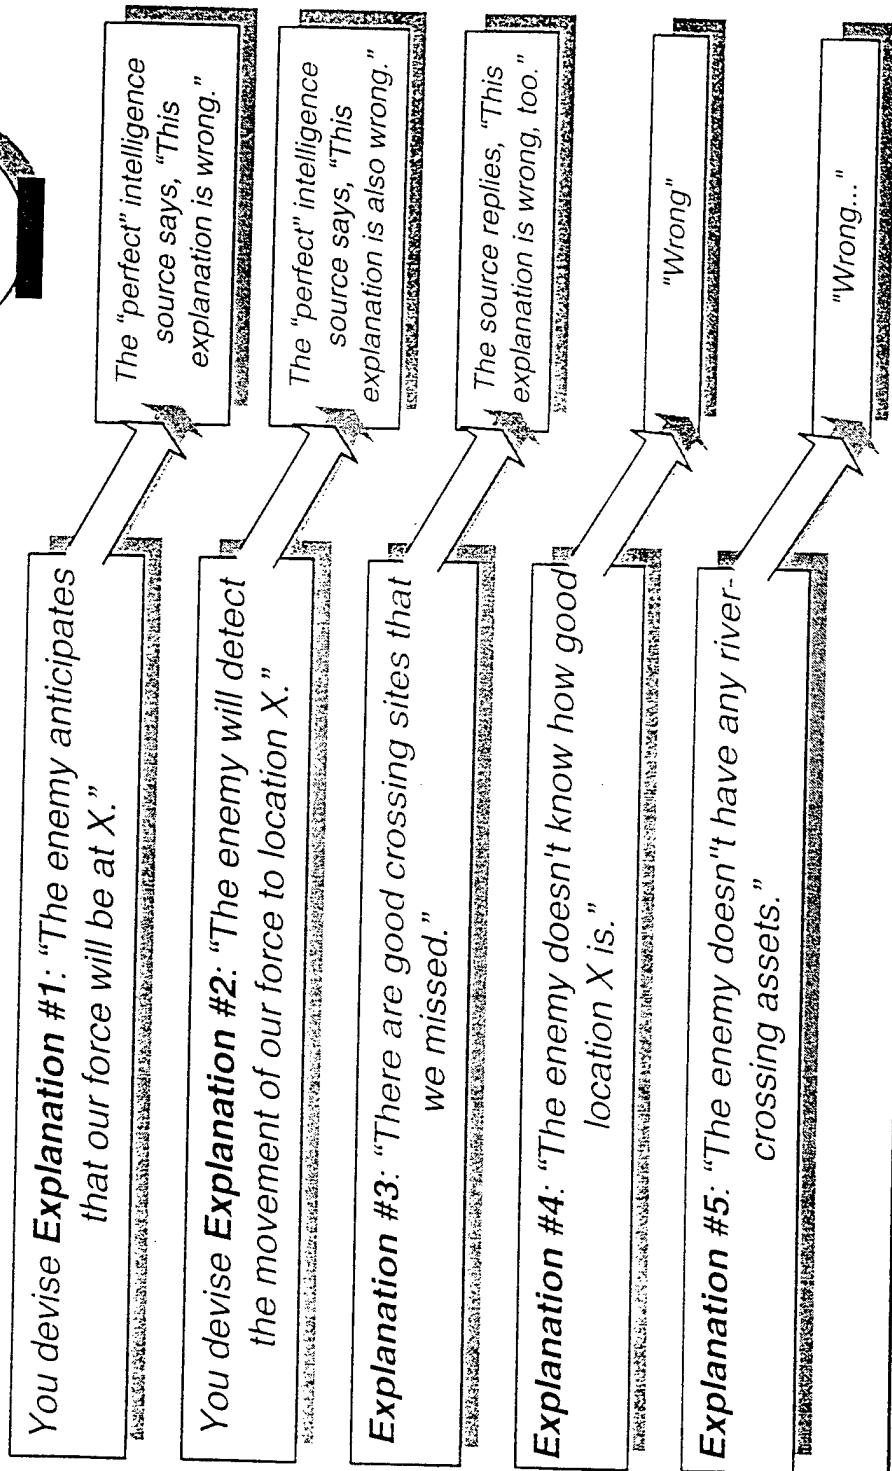 You devise Explanation #1: “The enemy anticipates
that our force will be at X.”
The “perfect” intelligence
source says, “This
explanation is wrong.”
You devise Explanation #2: “The enemy will detect
the movement of our force to location X.”
The “perfect” intelligence
source says, “This
explanation is also wrong.”
Explanation #3: “There are good crossing sites that
we missed.”
The source replies, “This
explanation is wrong, too.”
Explanation #4: “The enemy doesn't know how good
location X is.”
"Wrong"
Explanation #5: “The enemy doesn"t have any river-
crossing assets.”
"Wrong..."